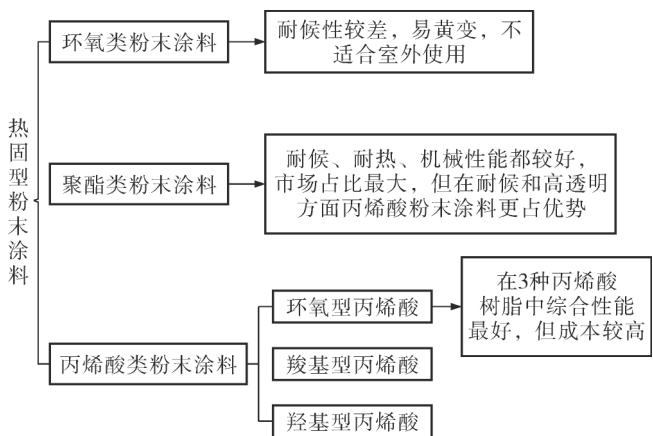 热固型粉末涂料
环氧类粉末涂料
耐候性较差，易黄变，不
适合室外使用
聚酯类粉末涂料
耐候、耐热、机械性能都较好，
市场占比最大，但在耐候和高透明
方面丙烯酸粉末涂料更占优势
丙烯酸类粉末涂料
环氧型丙烯酸
在3种丙烯酸
树脂中综合性能
最好，但成本较高
羧基型丙烯酸
羟基型丙烯酸